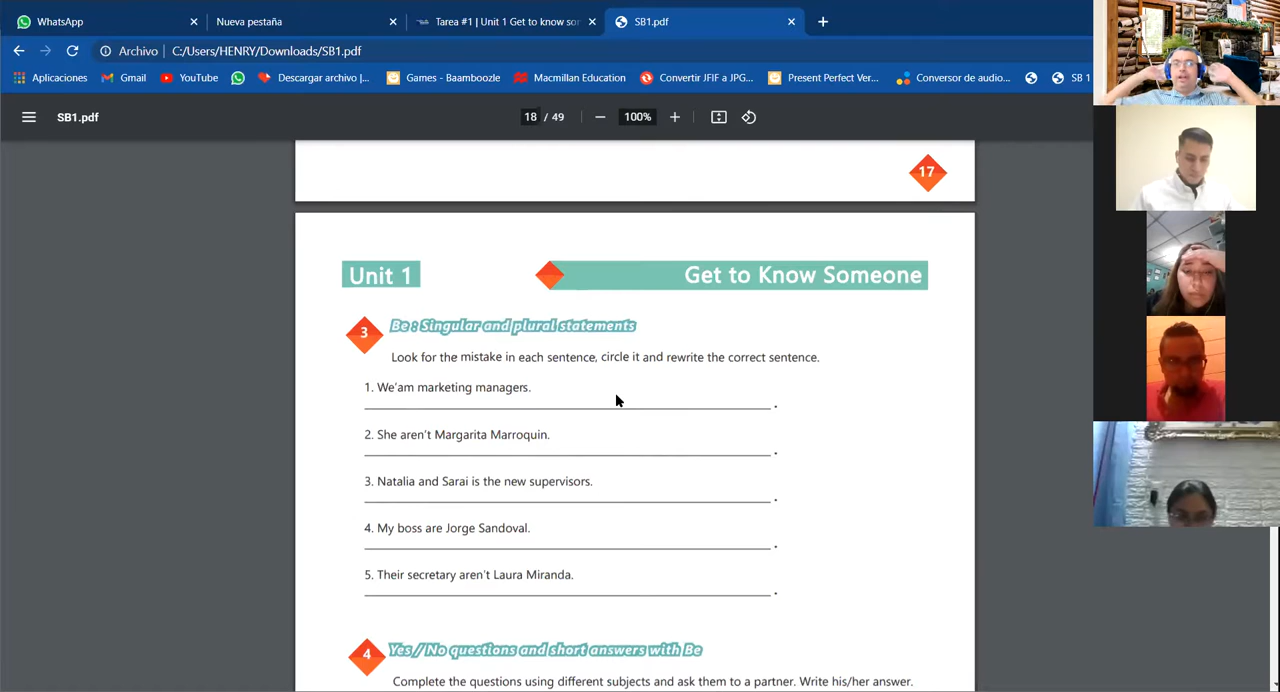 WhatsApp
Nueva pestaña
Tarea #1 | Unit 1 Get to know sor
SB1.pdf
Archivo | C:/Users/HENRY/Downloads/SB1.pdf
Aplicaciones
Gmail
YouTube
Descargar archivo |...
Games - Baamboozle
Macmillan Education
Convertir JFIF a JPG...
Present Perfect Ver...
Conversor de audio...
SB 1
SB1.pdf
18 / 49
100%
17
Unit 1
Get to Know Someone
3
Be : Singular and plural statements
Look for the mistake in each sentence, circle it and rewrite the correct sentence.
1. We'am marketing managers.
2. She aren't Margarita Marroquin.
3. Natalia and Sarai is the new supervisors.
4. My boss are Jorge Sandoval.
5. Their secretary aren't Laura Miranda.
4
Yes / No questions and short answers with Be
Complete the questions using different subjects and ask them to a partner. Write his/her answer.